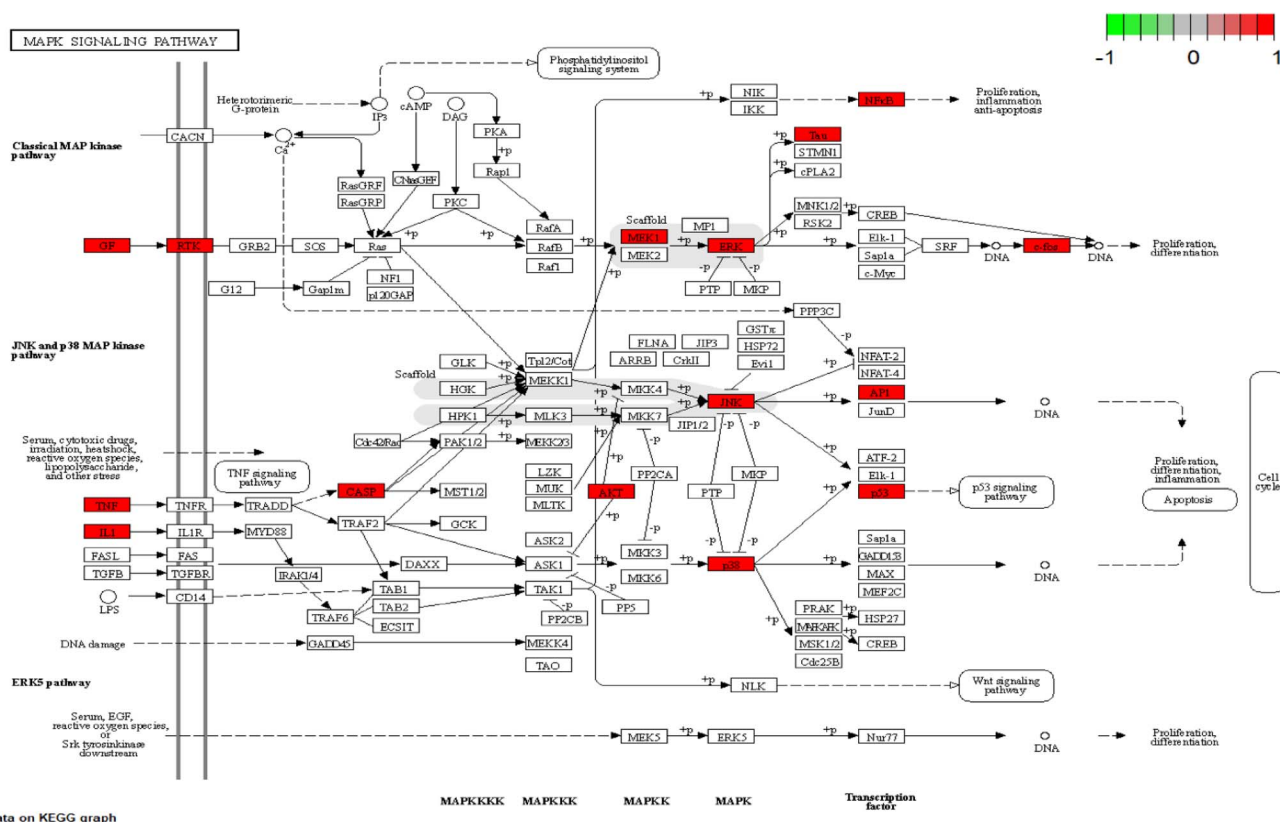 -1 0 1
MAPK SIGNALING PATHWAY
Phosphatidylinositol
signaling system
Heterotorimeric
G-protein
IP3
cAMP
DAG
+p
NIK
IKK
NFκB
Proliferation,
inflammation
anti-apoptosis
Classical MAP kinase
pathway
CACN
Ca2+
PKA
+p
Rap1
+p
Tau
STMN1
+p
cPLA2
RasGRF
RasGRP
CNrasGEF
PKC
RafA
Scaffold
MP1
MNK1/2
+p
RSK2
CREB
GF
RTK
GRB2
SOS
Ras
+p
+p
RafB
Raf1
+p
MEK1
MEK2
+p
ERK
+p
+p
Elk-1
Sap1a
c-Myc
SRF
DNA
c-fos
DNA
Proliferation,
differentiation
G12
Gap1m
NF1
p120GAP
+p
-p
-p
PTP
MKP
PPP3C
-p
JNK and p38 MAP kinase
pathway
GSTπ
HSP72
Evi1
FLNA
JIP3
ARRB
CrkII
NFAT-2
NFAT-4
GLK
+p
Tpl2/Cot
Scaffold
HGK
+p
MEKK1
MKK4
+p
JNK
+p
+p
AP1
JunD
DNA
HPK1
+p
MLK3
+p
MKK7
+p
JIP1/2
Cdc42/Rac
PAK1/2
MEKK2/3
-p
-p
-p
Serum, cytotoxic drugs,
irradiation, heatshock,
reactive oxygen species,
lipopolysaccharide,
and other stress
TNF signaling
pathway
LZK
MUK
MLTK
PP2CA
PTP
MKP
+p
ATF-2
Elk-1
p53
p53 signaling
pathway
Proliferation,
differentiation,
inflammation
Apoptosis
Cell
cycle
TNF
TNFR
TRADD
CASP
MST1/2
AKT
+p
IL1
IL1R
MYD88
TRAF2
GCK
ASK2
-p
-p
-p
FASL
FAS
DAXX
ASK1
+p
MKK3
MKK6
+p
p38
+p
Sap1a
GADD153
MAX
MEF2C
DNA
TGFB
TGFBR
IRAK1/4
LPS
CD14
TAB1
TAB2
ECSIT
TRAF6
TAK1
-p
PP2CB
PP5
+p
PRAK
+p
MAPKAPK
+p
MSK1/2
Cdc25B
HSP27
CREB
DNA damage
GADD45
MEKK4
TAO
ERK5 pathway
+p
NLK
Wnt signaling
pathway
Serum, EGF,
reactive oxygen species,
or
Srk tyrosinkinase
downstream
MEK5
+p
ERK5
+p
Nur77
DNA
Proliferation,
differentiation
MAPKKKK
MAPKKK
MAPKK
MAPK
Transcription
factor
ata on KEGG graph